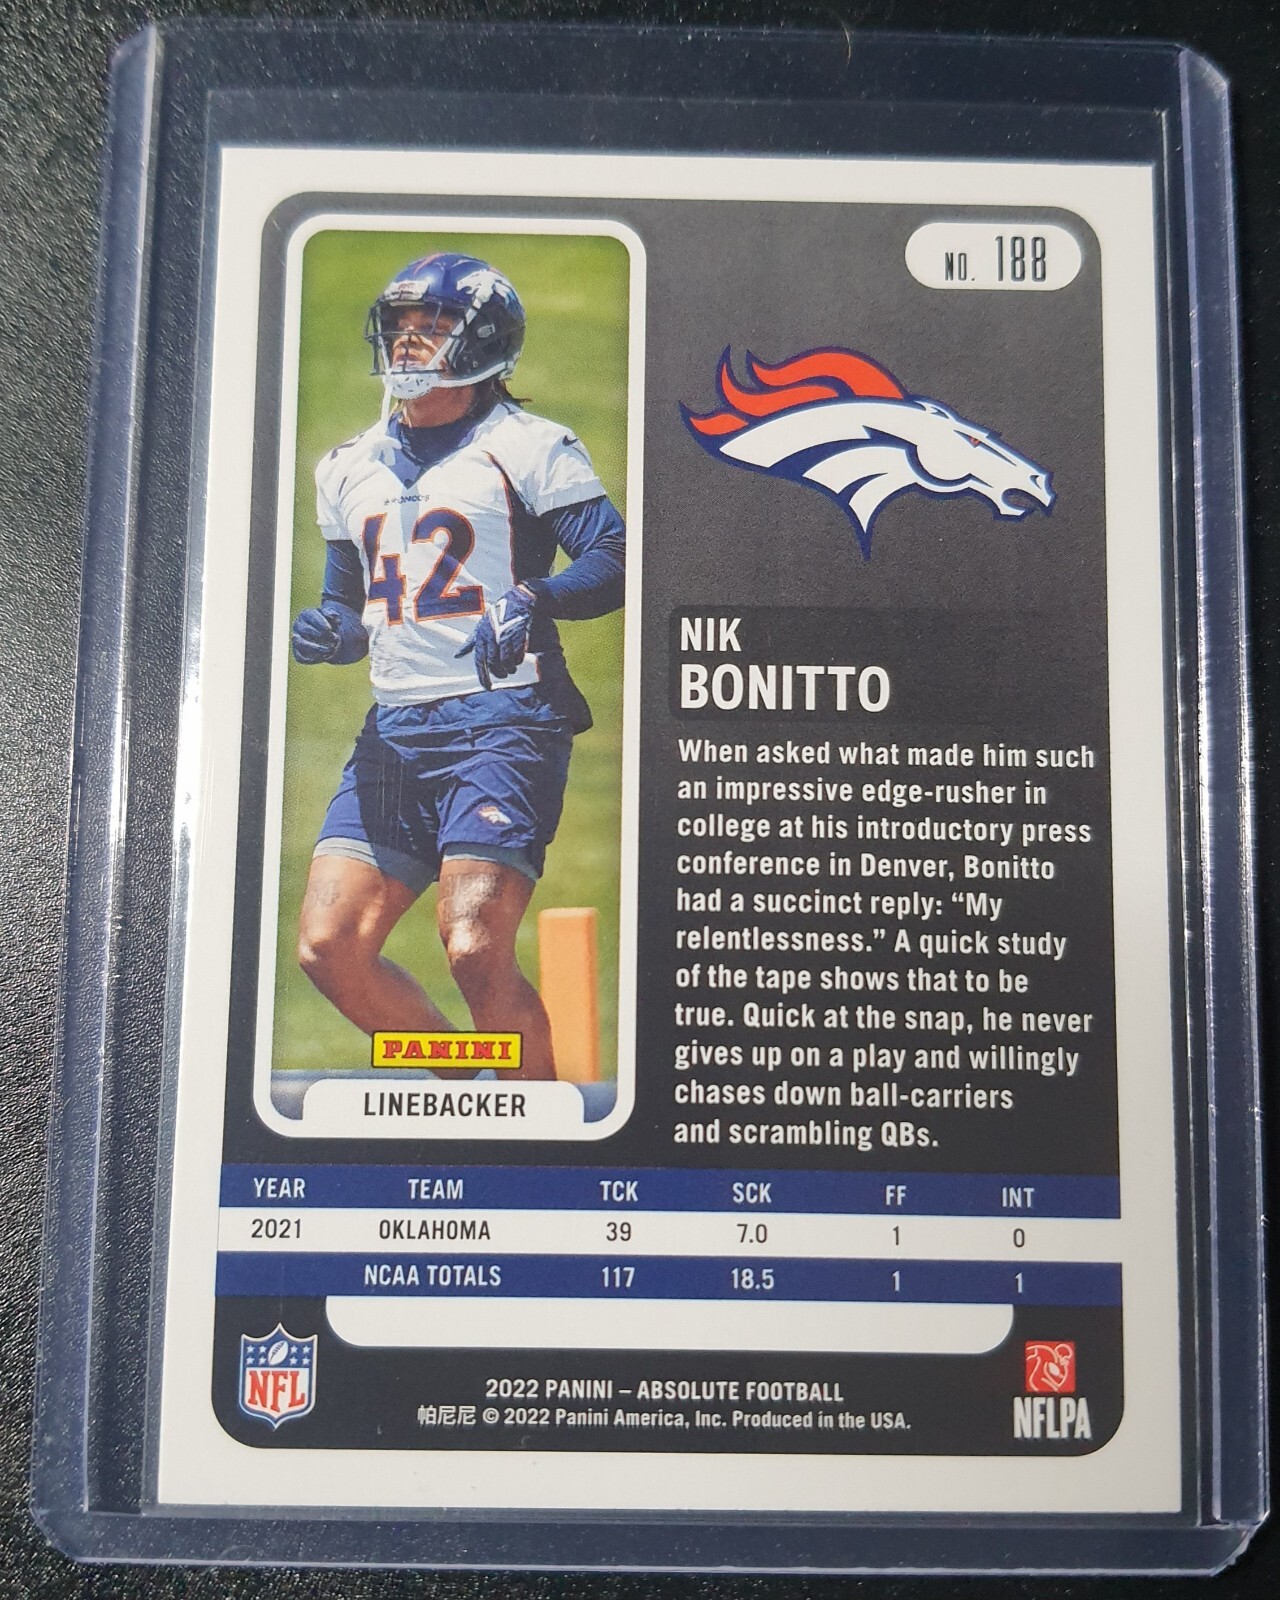 NO. 188
BRONCOS
42
PANINI
LINEBACKER
NIK
BONITTO
When asked what made him such
an impressive edge-rusher in
college at his introductory press
conference in Denver, Bonitto
had a succinct reply: “My
relentlessness.” A quick study
of the tape shows that to be
true. Quick at the snap, he never
gives up on a play and willingly
chases down ball-carriers
and scrambling QBs.
YEAR TEAM TCK SCK FF INT
2021 OKLAHOMA 39 7.0 1 0
NCAA TOTALS 117 18.5 1 1
NFL
2022 PANINI – ABSOLUTE FOOTBALL
帕尼尼 © 2022 Panini America, Inc. Produced in the USA.
NFLPA